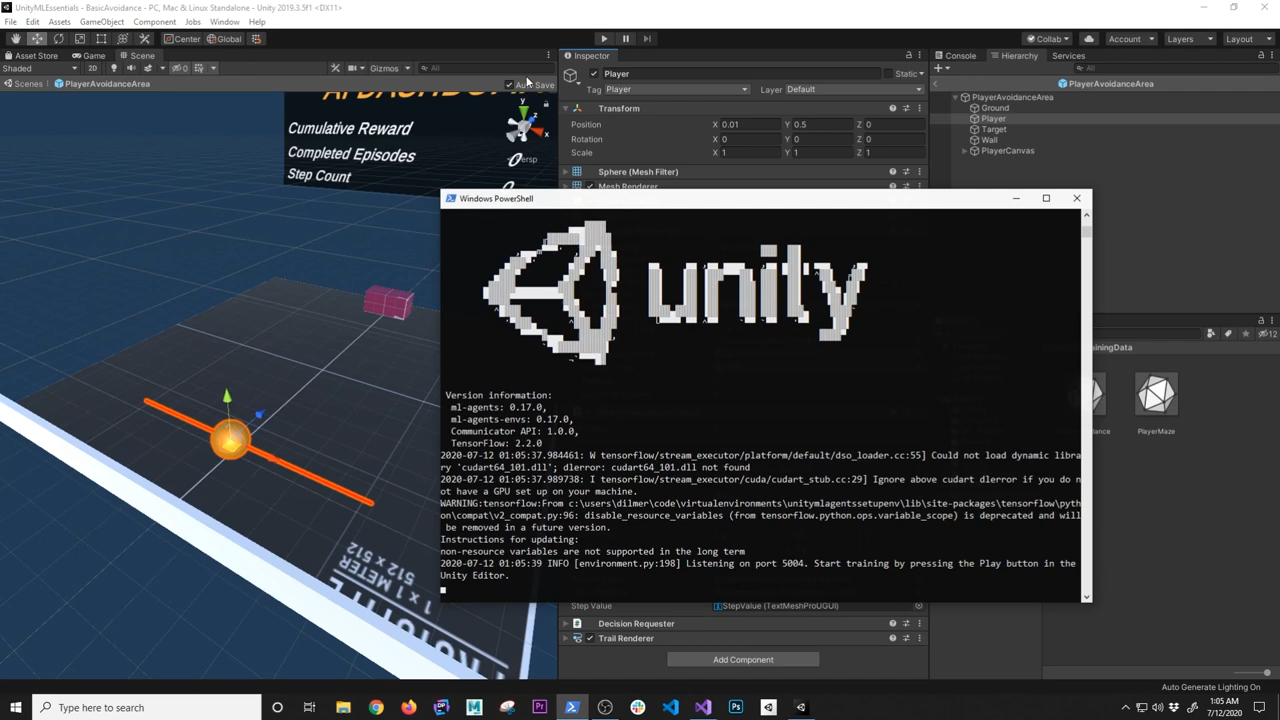 UnityMLEssentials - BasicAvoidance - PC, Mac & Linux Standalone - Unity 2019.3.5f1 <DX11>
File Edit Assets GameObject Component Jobs Window Help
Center Global
Collab Account Layers Layout
Asset Store Game Scene
Shaded 2D 0 Gizmos All
Scenes PlayerAvoidanceArea Auto Save
Cumulative Reward
Completed Episodes 0
Step Count
y
z
x
Persp
Inspector
Player Static
Tag Player Layer Default
Transform
Position X 0.01 Y 0.5 Z 0
Rotation X 0 Y 0 Z 0
Scale X 1 Y 1 Z 1
Sphere (Mesh Filter)
Mesh Renderer
Console Hierarchy Services
All
PlayerAvoidanceArea
PlayerAvoidanceArea
Ground
Player
Target
Wall
PlayerCanvas
Windows PowerShell
unity
Version information:
ml-agents: 0.17.0,
ml-agents-envs: 0.17.0,
Communicator API: 1.0.0,
TensorFlow: 2.2.0
2020-07-12 01:05:37.984461: W tensorflow/stream_executor/platform/default/dso_loader.cc:55] Could not load dynamic libra
ry 'cudart64_101.dll'; dlerror: cudart64_101.dll not found
2020-07-12 01:05:37.989738: I tensorflow/stream_executor/cuda/cudart_stub.cc:29] Ignore above cudart dlerror if you do n
ot have a GPU set up on your machine.
WARNING:tensorflow:From c:\users\dilmer\code\virtualenvironments\unitymlagentssetupenv\lib\site-packages\tensorflow\pyth
on\compat\v2_compat.py:96: disable_resource_variables (from tensorflow.python.ops.variable_scope) is deprecated and will
be removed in a future version.
Instructions for updating:
non-resource variables are not supported in the long term
2020-07-12 01:05:39 INFO [environment.py:198] Listening on port 5004. Start training by pressing the Play button in the
Unity Editor.
12
PlayerMaze
Step Value StepValue (TextMeshProUGUI)
Decision Requester
Trail Renderer
Add Component
1 X 1 METER
512 X 512
Auto Generate Lighting On
Type here to search
1:05 AM
7/12/2020